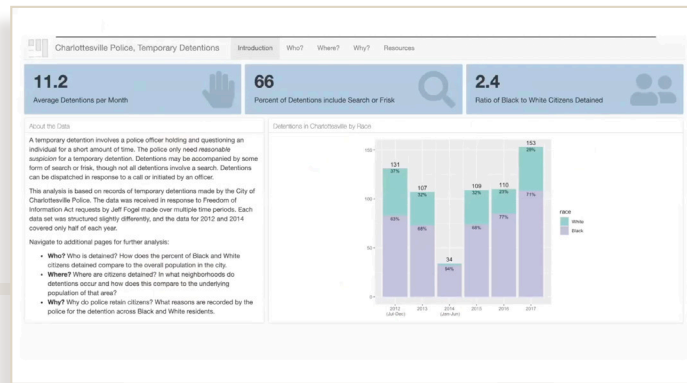 Charlottesville Police, Temporary Detentions Introduction Who? Where? Why? Resources
11.2
Average Detentions per Month
66
Percent of Detentions include Search or Frisk
2.4
Ratio of Black to White Citizens Detained
About the Data
A temporary detention involves a police officer holding and questioning an
individual for a short amount of time. The police only need reasonable
suspicion for a temporary detention. Detentions may be accompanied by some
form of search or frisk, though not all detentions involve a search. Detentions
can be dispatched in response to a call or initiated by an officer.
This analysis is based on records of temporary detentions made by the City of
Charlottesville Police. The data was received in response to Freedom of
Information Act requests by Jeff Fogel made over multiple time periods. Each
data set was structured slightly differently, and the data for 2012 and 2014
covered only half of each year.
Navigate to additional pages for further analysis:
• Who? Who is detained? How does the percent of Black and White
citizens detained compare to the overall population in the city.
• Where? Where are citizens detained? In what neighborhoods do
detentions occur and how does this compare to the underlying
population of that area?
• Why? Why do police retain citizens? What reasons are recorded by the
police for the detention across Black and White residents.
Detentions in Charlottesville by Race
150
100
50
0
131
37%
63%
107
32%
68%
34
94%
109
32%
110
23%
77%
153
29%
71%
2012
(Jul-Dec)
2013
2014
(Jan-Jun)
2015
2016
2017
race
White
Black